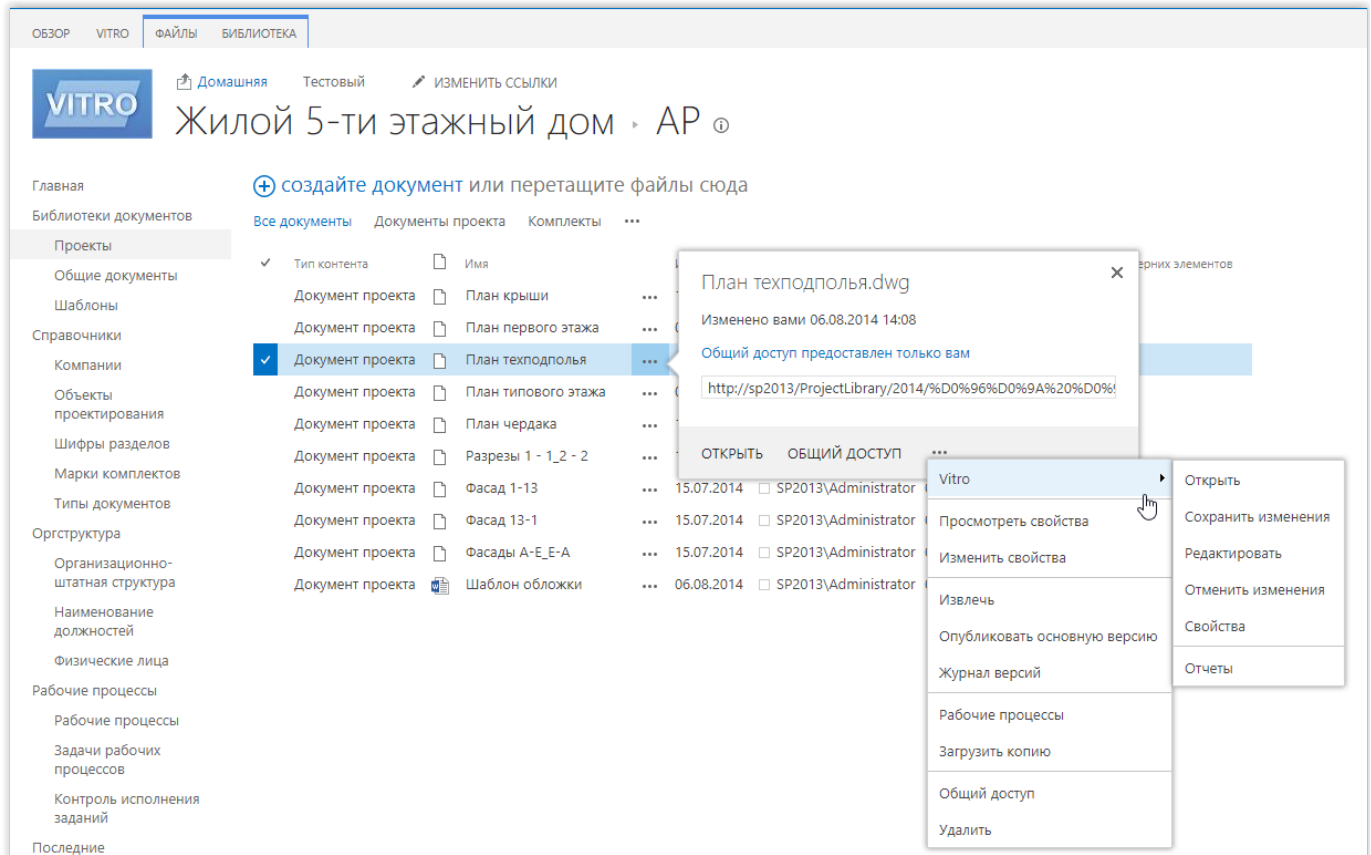 ОБЗОР VITRO ФАЙЛЫ БИБЛИОТЕКА
VITRO
Домашняя Тестовый ИЗМЕНИТЬ ССЫЛКИ
Жилой 5-ти этажный дом АР
Главная
Библиотеки документов
Проекты
Общие документы
Шаблоны
Справочники
Компании
Объекты
проектирования
Шифры разделов
Марки комплектов
Типы документов
Оргструктура
Организационно-
штатная структура
Наименование
должностей
Физические лица
Рабочие процессы
Рабочие процессы
Задачи рабочих
процессов
Контроль исполнения
заданий
Последние
создайте документ или перетащите файлы сюда
Все документы Документы проекта Комплекты ...
Тип контента Имя элементов
Документ проекта План крыши ...
Документ проекта План первого этажа ...
Документ проекта План техподполья ...
Документ проекта План типового этажа ...
Документ проекта План чердака ...
Документ проекта Разрезы 1 - 1_2 - 2 ...
Документ проекта Фасад 1-13 ... 15.07.2014 SP2013\Administrator
Документ проекта Фасад 13-1 ... 15.07.2014 SP2013\Administrator
Документ проекта Фасады А-Е_Е-А ... 15.07.2014 SP2013\Administrator
Документ проекта Шаблон обложки ... 06.08.2014 SP2013\Administrator
План техподполья.dwg
Изменено вами 06.08.2014 14:08
Общий доступ предоставлен только вам
http://sp2013/ProjectLibrary/2014/%D0%96%D0%9A%20%D0%
ОТКРЫТЬ ОБЩИЙ ДОСТУП ...
Vitro
Просмотреть свойства
Изменить свойства
Извлечь
Опубликовать основную версию
Журнал версий
Рабочие процессы
Загрузить копию
Общий доступ
Удалить
Открыть
Сохранить изменения
Редактировать
Отменить изменения
Свойства
Отчеты